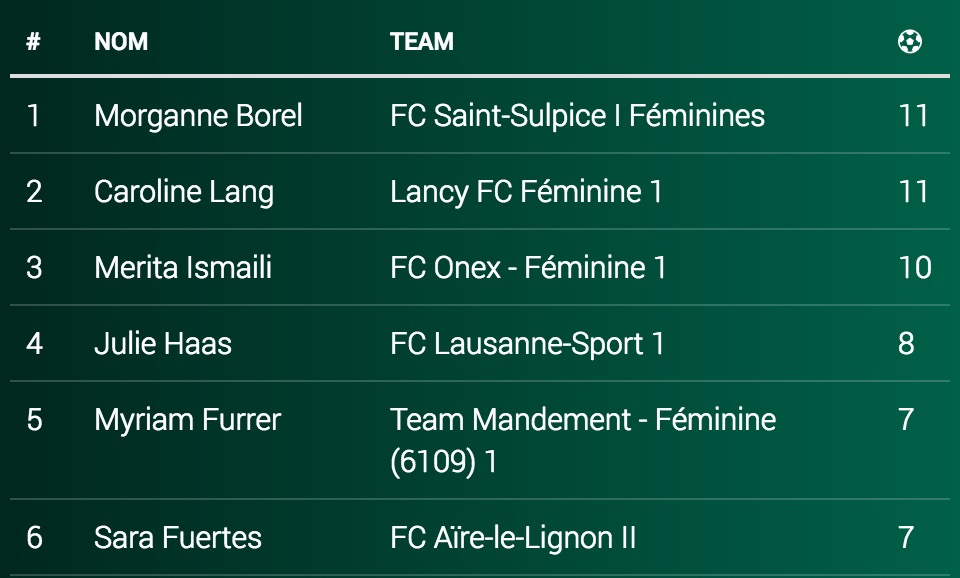 # NOM TEAM ⚽
1 Morganne Borel FC Saint-Sulpice I Féminines 11
2 Caroline Lang Lancy FC Féminine 1 11
3 Merita Ismaili FC Onex - Féminine 1 10
4 Julie Haas FC Lausanne-Sport 1 8
5 Myriam Furrer Team Mandement - Féminine 7
(6109) 1
6 Sara Fuertes FC Aïre-le-Lignon II 7